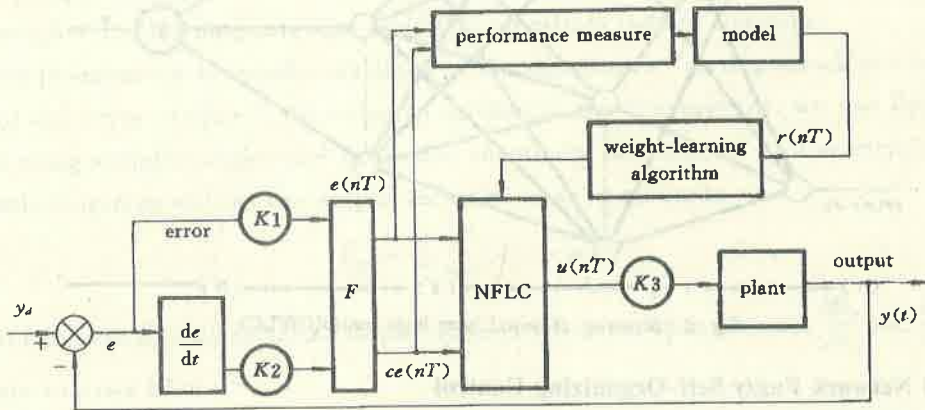 performance measure
model
weight-learning
algorithm
r(nT)
e(nT)
K1
error
F
NFLC
u(nT)
K3
plant
output
y(t)
y_d
+
−
e
de
dt
K2
ce(nT)